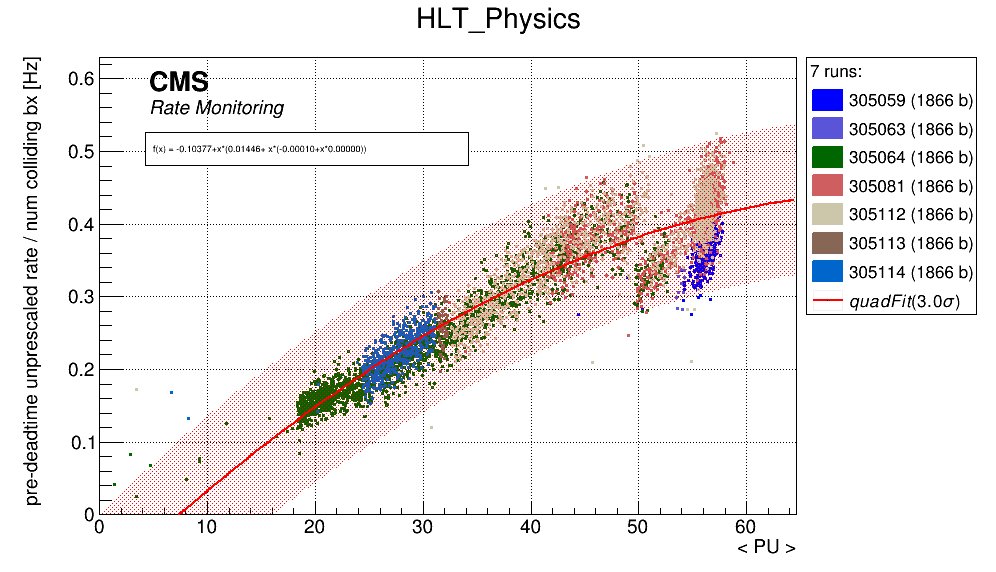 HLT_Physics
pre-deadtime unprescaled rate / num colliding bx [Hz]
CMS
Rate Monitoring
f(x) = -0.10377+x*(0.01446+ x*(-0.00010+x*0.00000))
0.6
0.5
0.4
0.3
0.2
0.1
0
0 10 20 30 40 50 60
< PU >
7 runs:
305059 (1866 b)
305063 (1866 b)
305064 (1866 b)
305081 (1866 b)
305112 (1866 b)
305113 (1866 b)
305114 (1866 b)
quadFit(3.0σ)